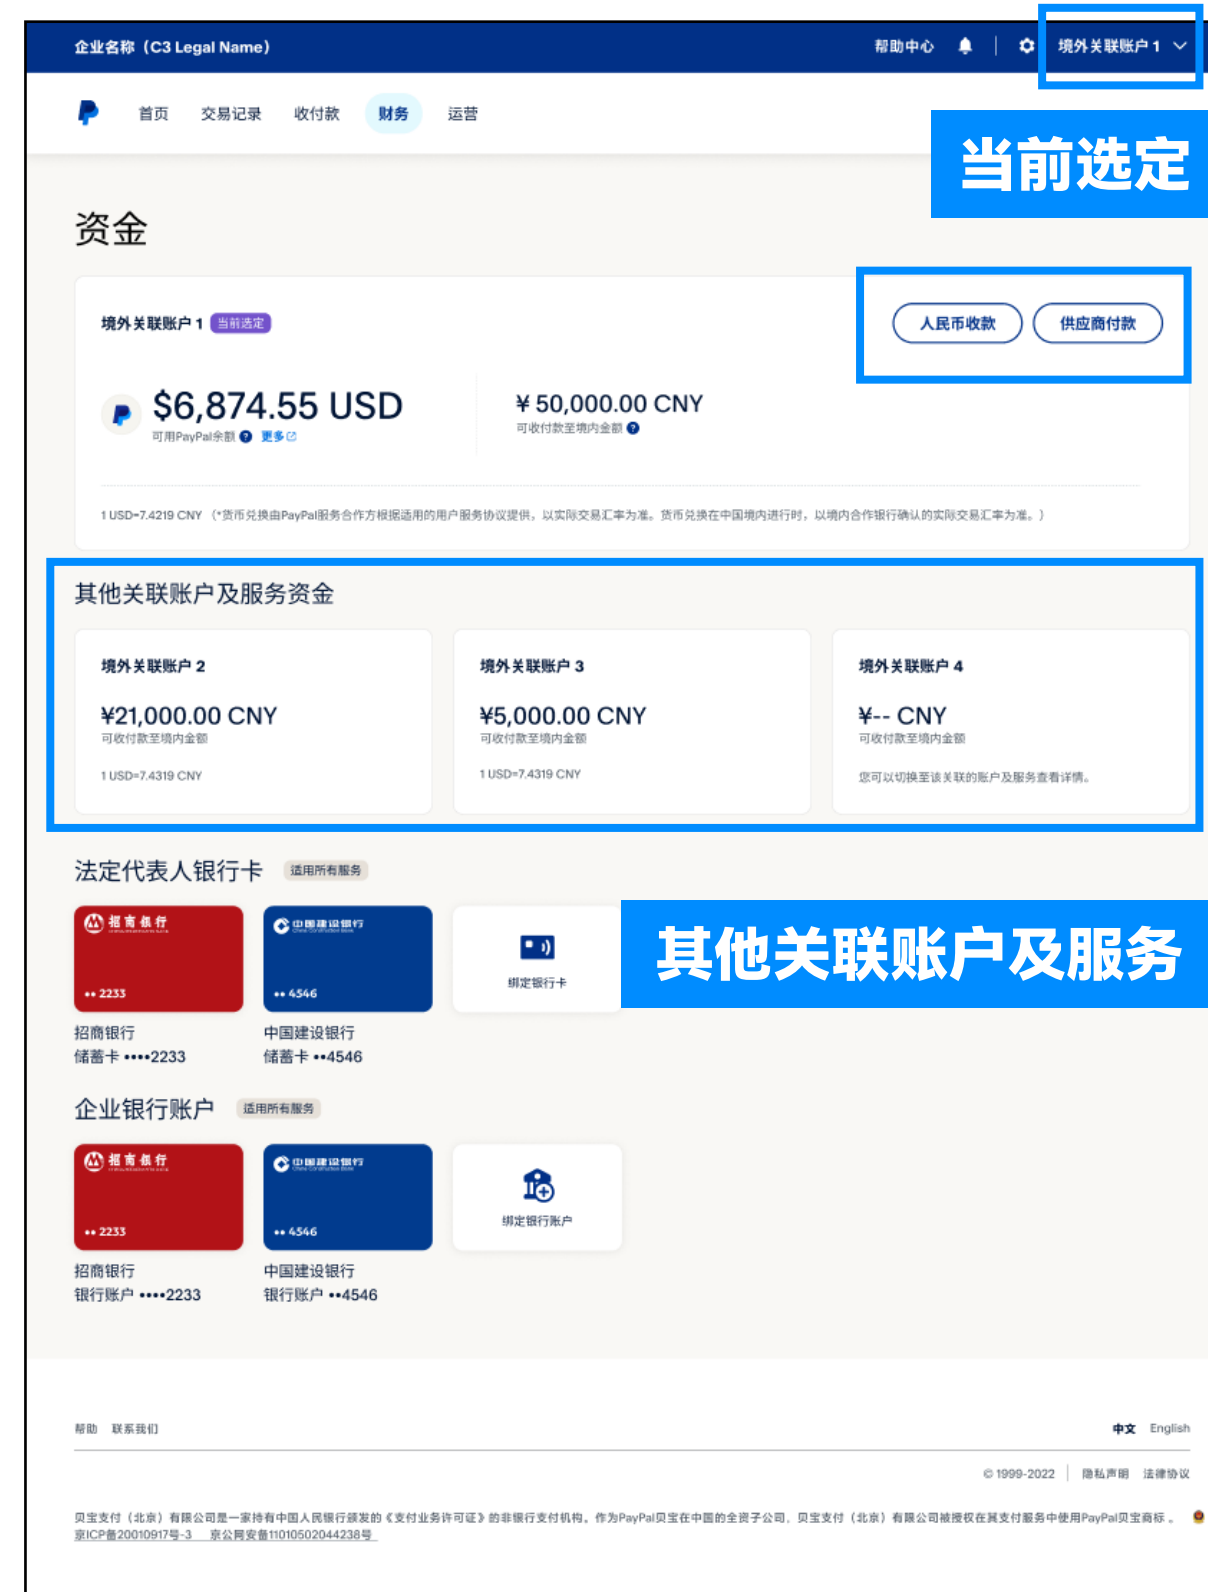 企业名称（C3 Legal Name） 帮助中心 境外关联账户 1
首页 交易记录 收付款 财务 运营
当前选定
资金
境外关联账户 1 当前选定 人民币收款 供应商付款
$6,874.55 USD ¥ 50,000.00 CNY
可用PayPal余额 更多 可收付款至境内金额
1 USD=7.4219 CNY （*货币兑换由PayPal服务合作方根据适用的用户服务协议提供，以实际交易汇率为准。货币兑换在中国境内进行时，以境内合作银行确认的实际交易汇率为准。）
其他关联账户及服务资金
境外关联账户 2 境外关联账户 3 境外关联账户 4
¥21,000.00 CNY ¥5,000.00 CNY ¥-- CNY
可收付款至境内金额 可收付款至境内金额 可收付款至境内金额
1 USD=7.4319 CNY 1 USD=7.4319 CNY 您可以切换至该关联的账户及服务查看详情。
法定代表人银行卡 适用所有服务
招商银行 中国建设银行
China Construction Bank
其他关联账户及服务
绑定银行卡
•• 2233 •• 4546
招商银行 中国建设银行
储蓄卡 ••••2233 储蓄卡 ••4546
企业银行账户 适用所有服务
招商银行 中国建设银行
China Construction Bank
绑定银行账户
•• 2233 •• 4546
招商银行 中国建设银行
银行账户 ••••2233 银行账户 ••4546
帮助 联系我们 中文 English
© 1999-2022 隐私声明 法律协议
贝宝支付（北京）有限公司是一家持有中国人民银行颁发的《支付业务许可证》的非银行支付机构。作为PayPal贝宝在中国的全资子公司，贝宝支付（北京）有限公司被授权在其支付服务中使用PayPal贝宝商标 。
京ICP备20010917号-3 京公网安备11010502044238号